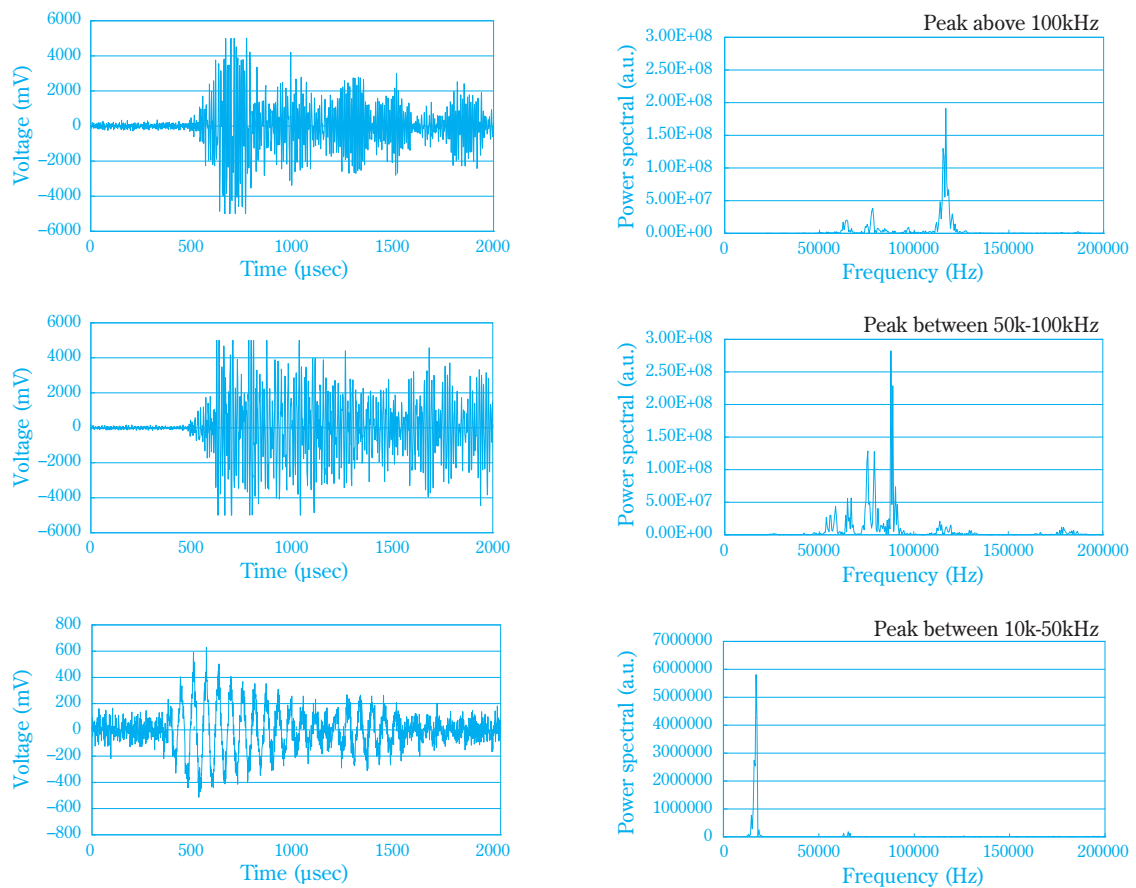 6000
4000
2000
0
−2000
−4000
−6000
Voltage (mV)
0 500 1000 1500 2000
Time (µsec)
Peak above 100kHz
3.00E+08
2.50E+08
2.00E+08
1.50E+08
1.00E+08
5.00E+07
0.00E+00
Power spectral (a.u.)
0 50000 100000 150000 200000
Frequency (Hz)
6000
4000
2000
0
−2000
−4000
−6000
Voltage (mV)
0 500 1000 1500 2000
Time (µsec)
Peak between 50k-100kHz
3.00E+08
2.50E+08
2.00E+08
1.50E+08
1.00E+08
5.00E+07
0.00E+00
Power spectral (a.u.)
0 50000 100000 150000 200000
Frequency (Hz)
800
600
400
200
0
−200
−400
−600
−800
Voltage (mV)
0 500 1000 1500 2000
Time (µsec)
Peak between 10k-50kHz
7000000
6000000
5000000
4000000
3000000
2000000
1000000
0
Power spectral (a.u.)
0 50000 100000 150000 200000
Frequency (Hz)